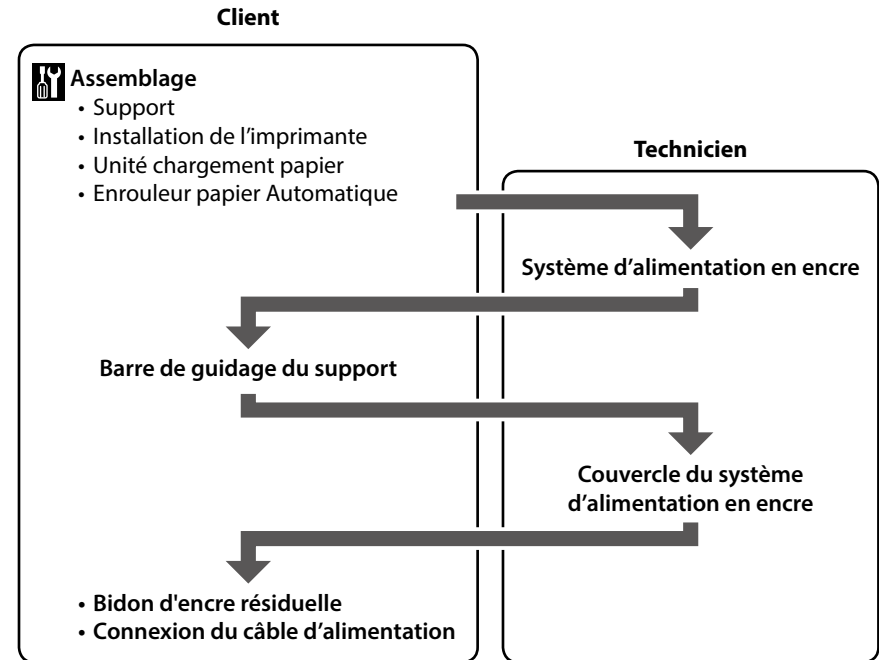 Client
Assemblage
• Support
• Installation de l’imprimante
• Unité chargement papier
• Enrouleur papier Automatique
Technicien
Système d’alimentation en encre
Barre de guidage du support
Couvercle du système
d’alimentation en encre
• Bidon d'encre résiduelle
• Connexion du câble d’alimentation